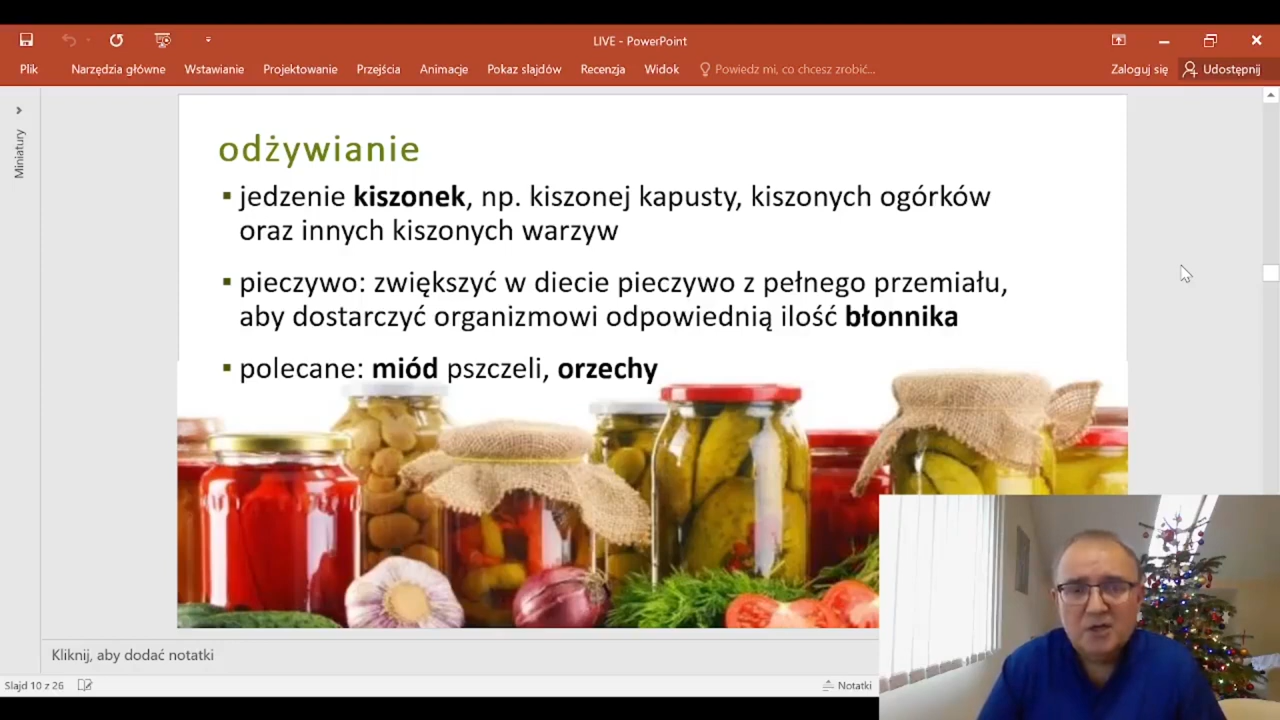 LIVE - PowerPoint
Plik Narzędzia główne Wstawianie Projektowanie Przejścia Animacje Pokaz slajdów Recenzja Widok Powiedz mi, co chcesz zrobić... Zaloguj się Udostępnij
Miniatury
odżywianie
▪ jedzenie kiszonek, np. kiszonej kapusty, kiszonych ogórków
oraz innych kiszonych warzyw
▪ pieczywo: zwiększyć w diecie pieczywo z pełnego przemiału,
aby dostarczyć organizmowi odpowiednią ilość błonnika
▪ polecane: miód pszczeli, orzechy
Kliknij, aby dodać notatki
Slajd 10 z 26 Notatki